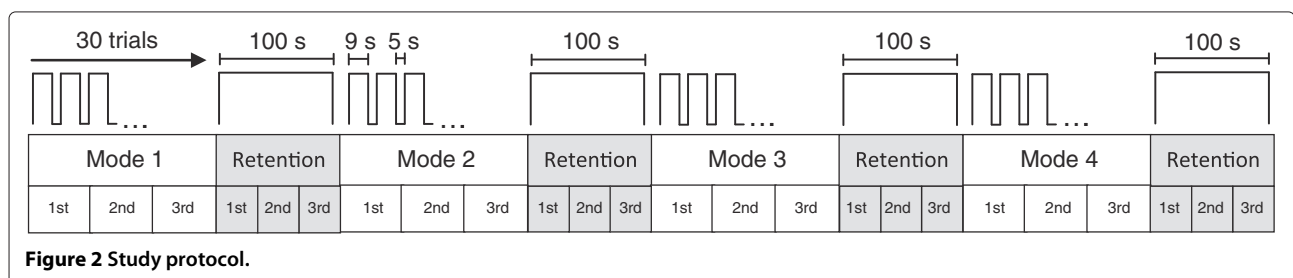 30 trials 100 s 9 s 5 s 100 s 100 s 100 s
... ... ... ...
Mode 1 Retention Mode 2 Retention Mode 3 Retention Mode 4 Retention
1st 2nd 3rd 1st 2nd 3rd 1st 2nd 3rd 1st 2nd 3rd 1st 2nd 3rd 1st 2nd 3rd 1st 2nd 3rd 1st 2nd 3rd
Figure 2 Study protocol.